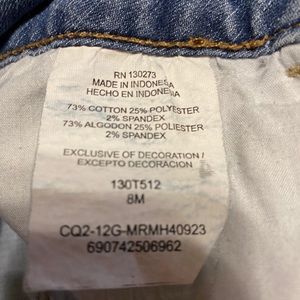 RN 130273
MADE IN INDONESIA
HECHO EN INDONESIA
73% COTTON 25% POLYESTER
2% SPANDEX
73% ALGODON 25% POLIESTER
2% SPANDEX
EXCLUSIVE OF DECORATION/
EXCEPTO DECORACION
130T512
8M
CQ2-12G-MRMH40923
690742506962